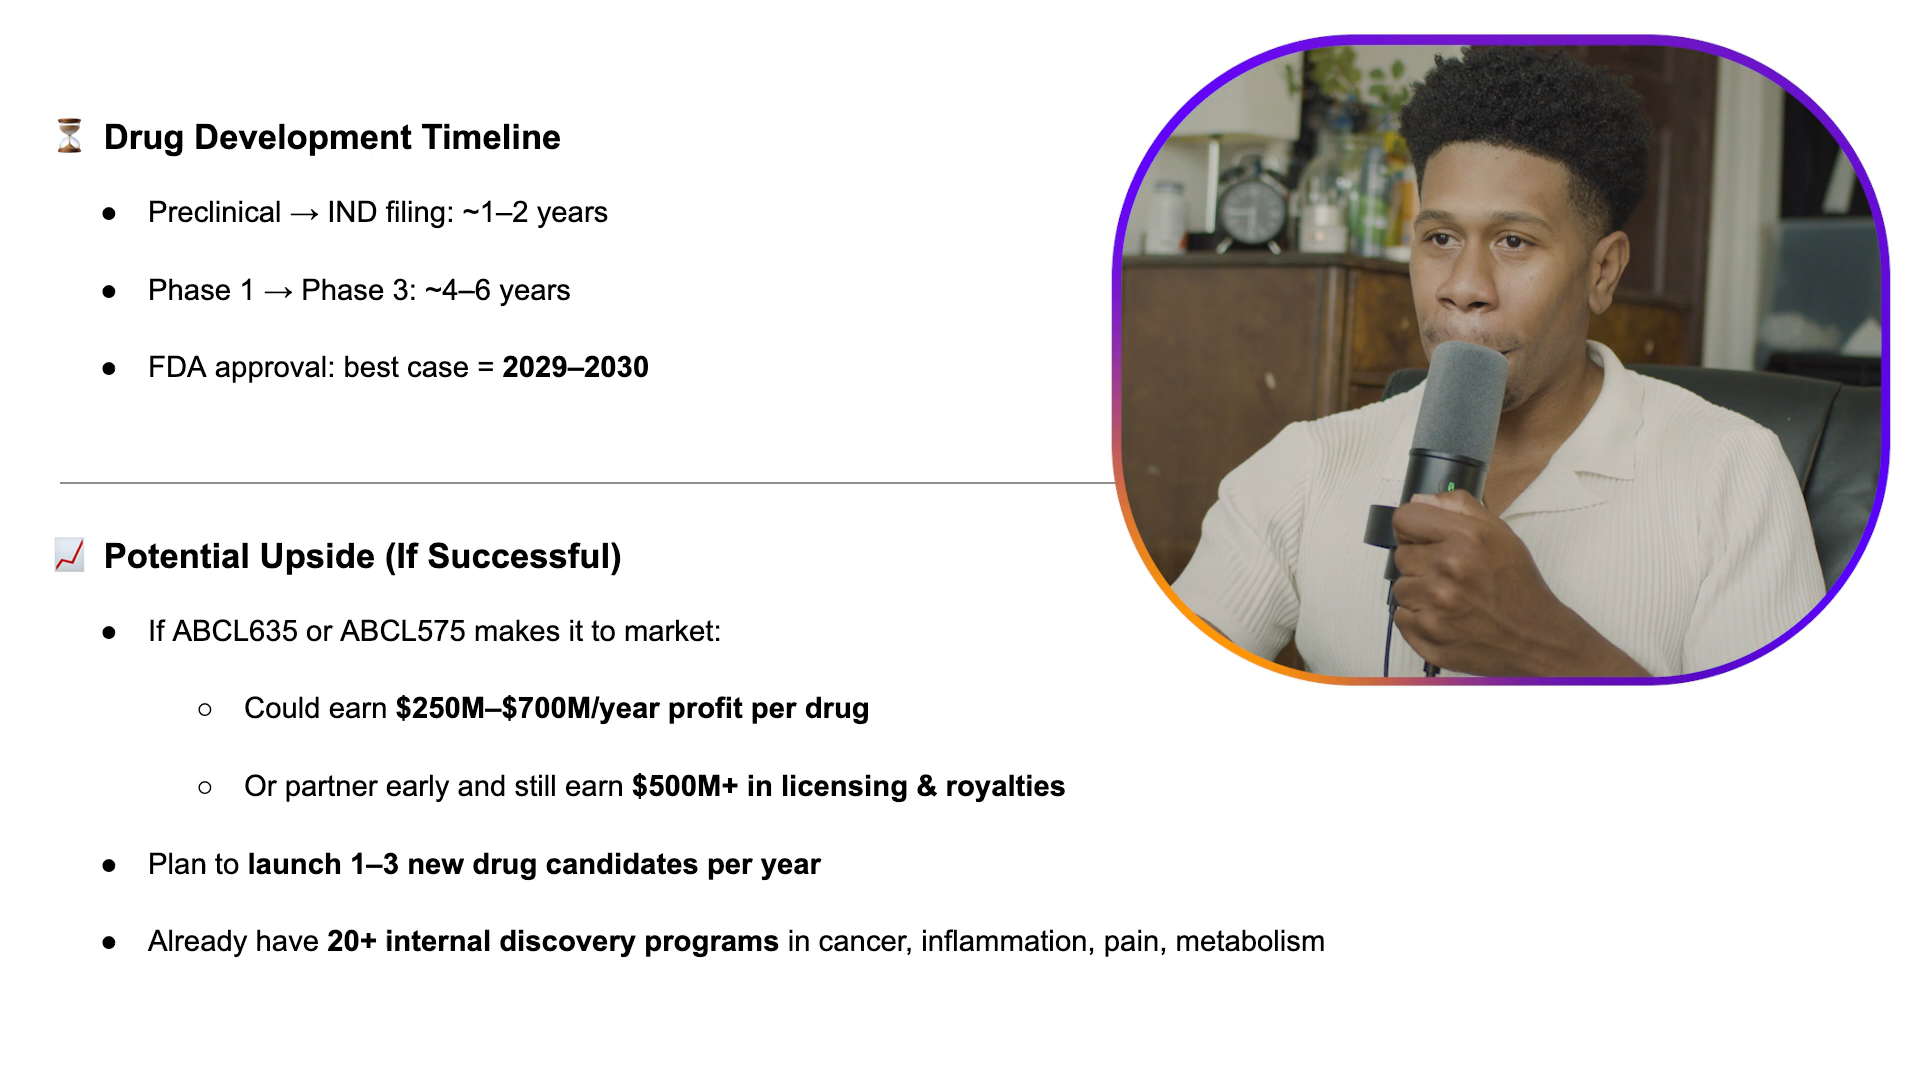 ⏳ Drug Development Timeline
● Preclinical → IND filing: ~1–2 years
● Phase 1 → Phase 3: ~4–6 years
● FDA approval: best case = 2029–2030
📈 Potential Upside (If Successful)
● If ABCL635 or ABCL575 makes it to market:
○ Could earn $250M–$700M/year profit per drug
○ Or partner early and still earn $500M+ in licensing & royalties
● Plan to launch 1–3 new drug candidates per year
● Already have 20+ internal discovery programs in cancer, inflammation, pain, metabolism